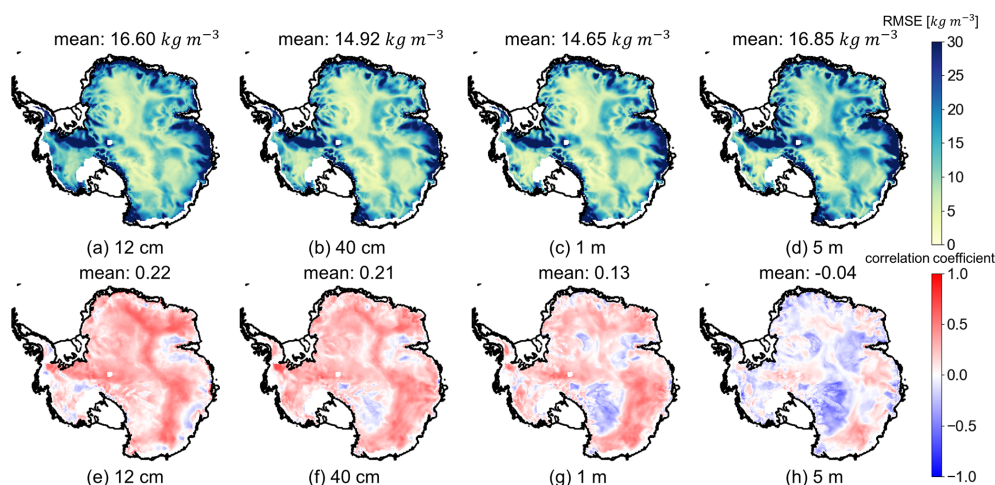 RMSE [kg m⁻³]
mean: 16.60 kg m⁻³ mean: 14.92 kg m⁻³ mean: 14.65 kg m⁻³ mean: 16.85 kg m⁻³
30
25
20
15
10
5
0
(a) 12 cm (b) 40 cm (c) 1 m (d) 5 m
correlation coefficient
mean: 0.22 mean: 0.21 mean: 0.13 mean: -0.04
1.0
0.5
0.0
−0.5
−1.0
(e) 12 cm (f) 40 cm (g) 1 m (h) 5 m